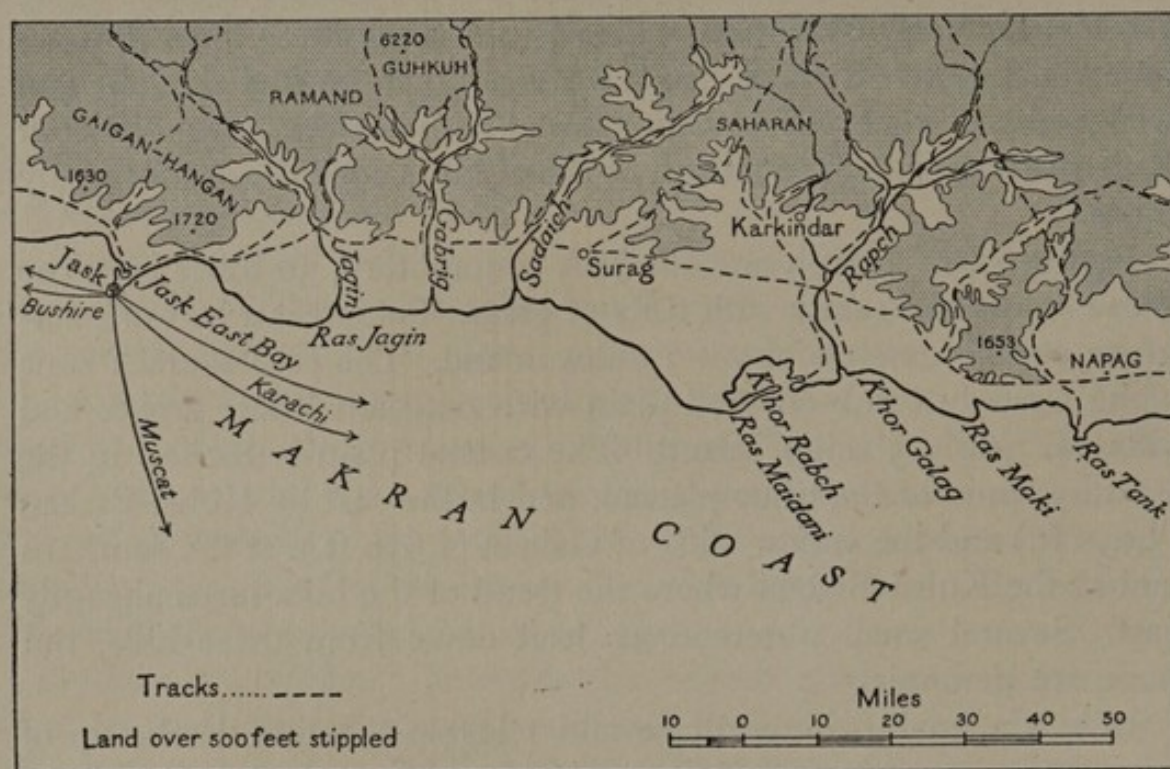 6220
GUHKUH
RAMAND
GAIGAN-HANGAN
SAHARAN
1630
1720
Karkindar
Jagin
Gabrig
Sadaich
Surag
Rapch
Jask
Jask East Bay
Bushire
Ras Jagin
1653
NAPAG
Karachi
Muscat
MAKRAN COAST
Khor Rabch
Ras Maidani
Khor Galag
Ras Maki
Ras Tank
Tracks......
Land over 500 feet stippled
Miles
10 0 10 20 30 40 50